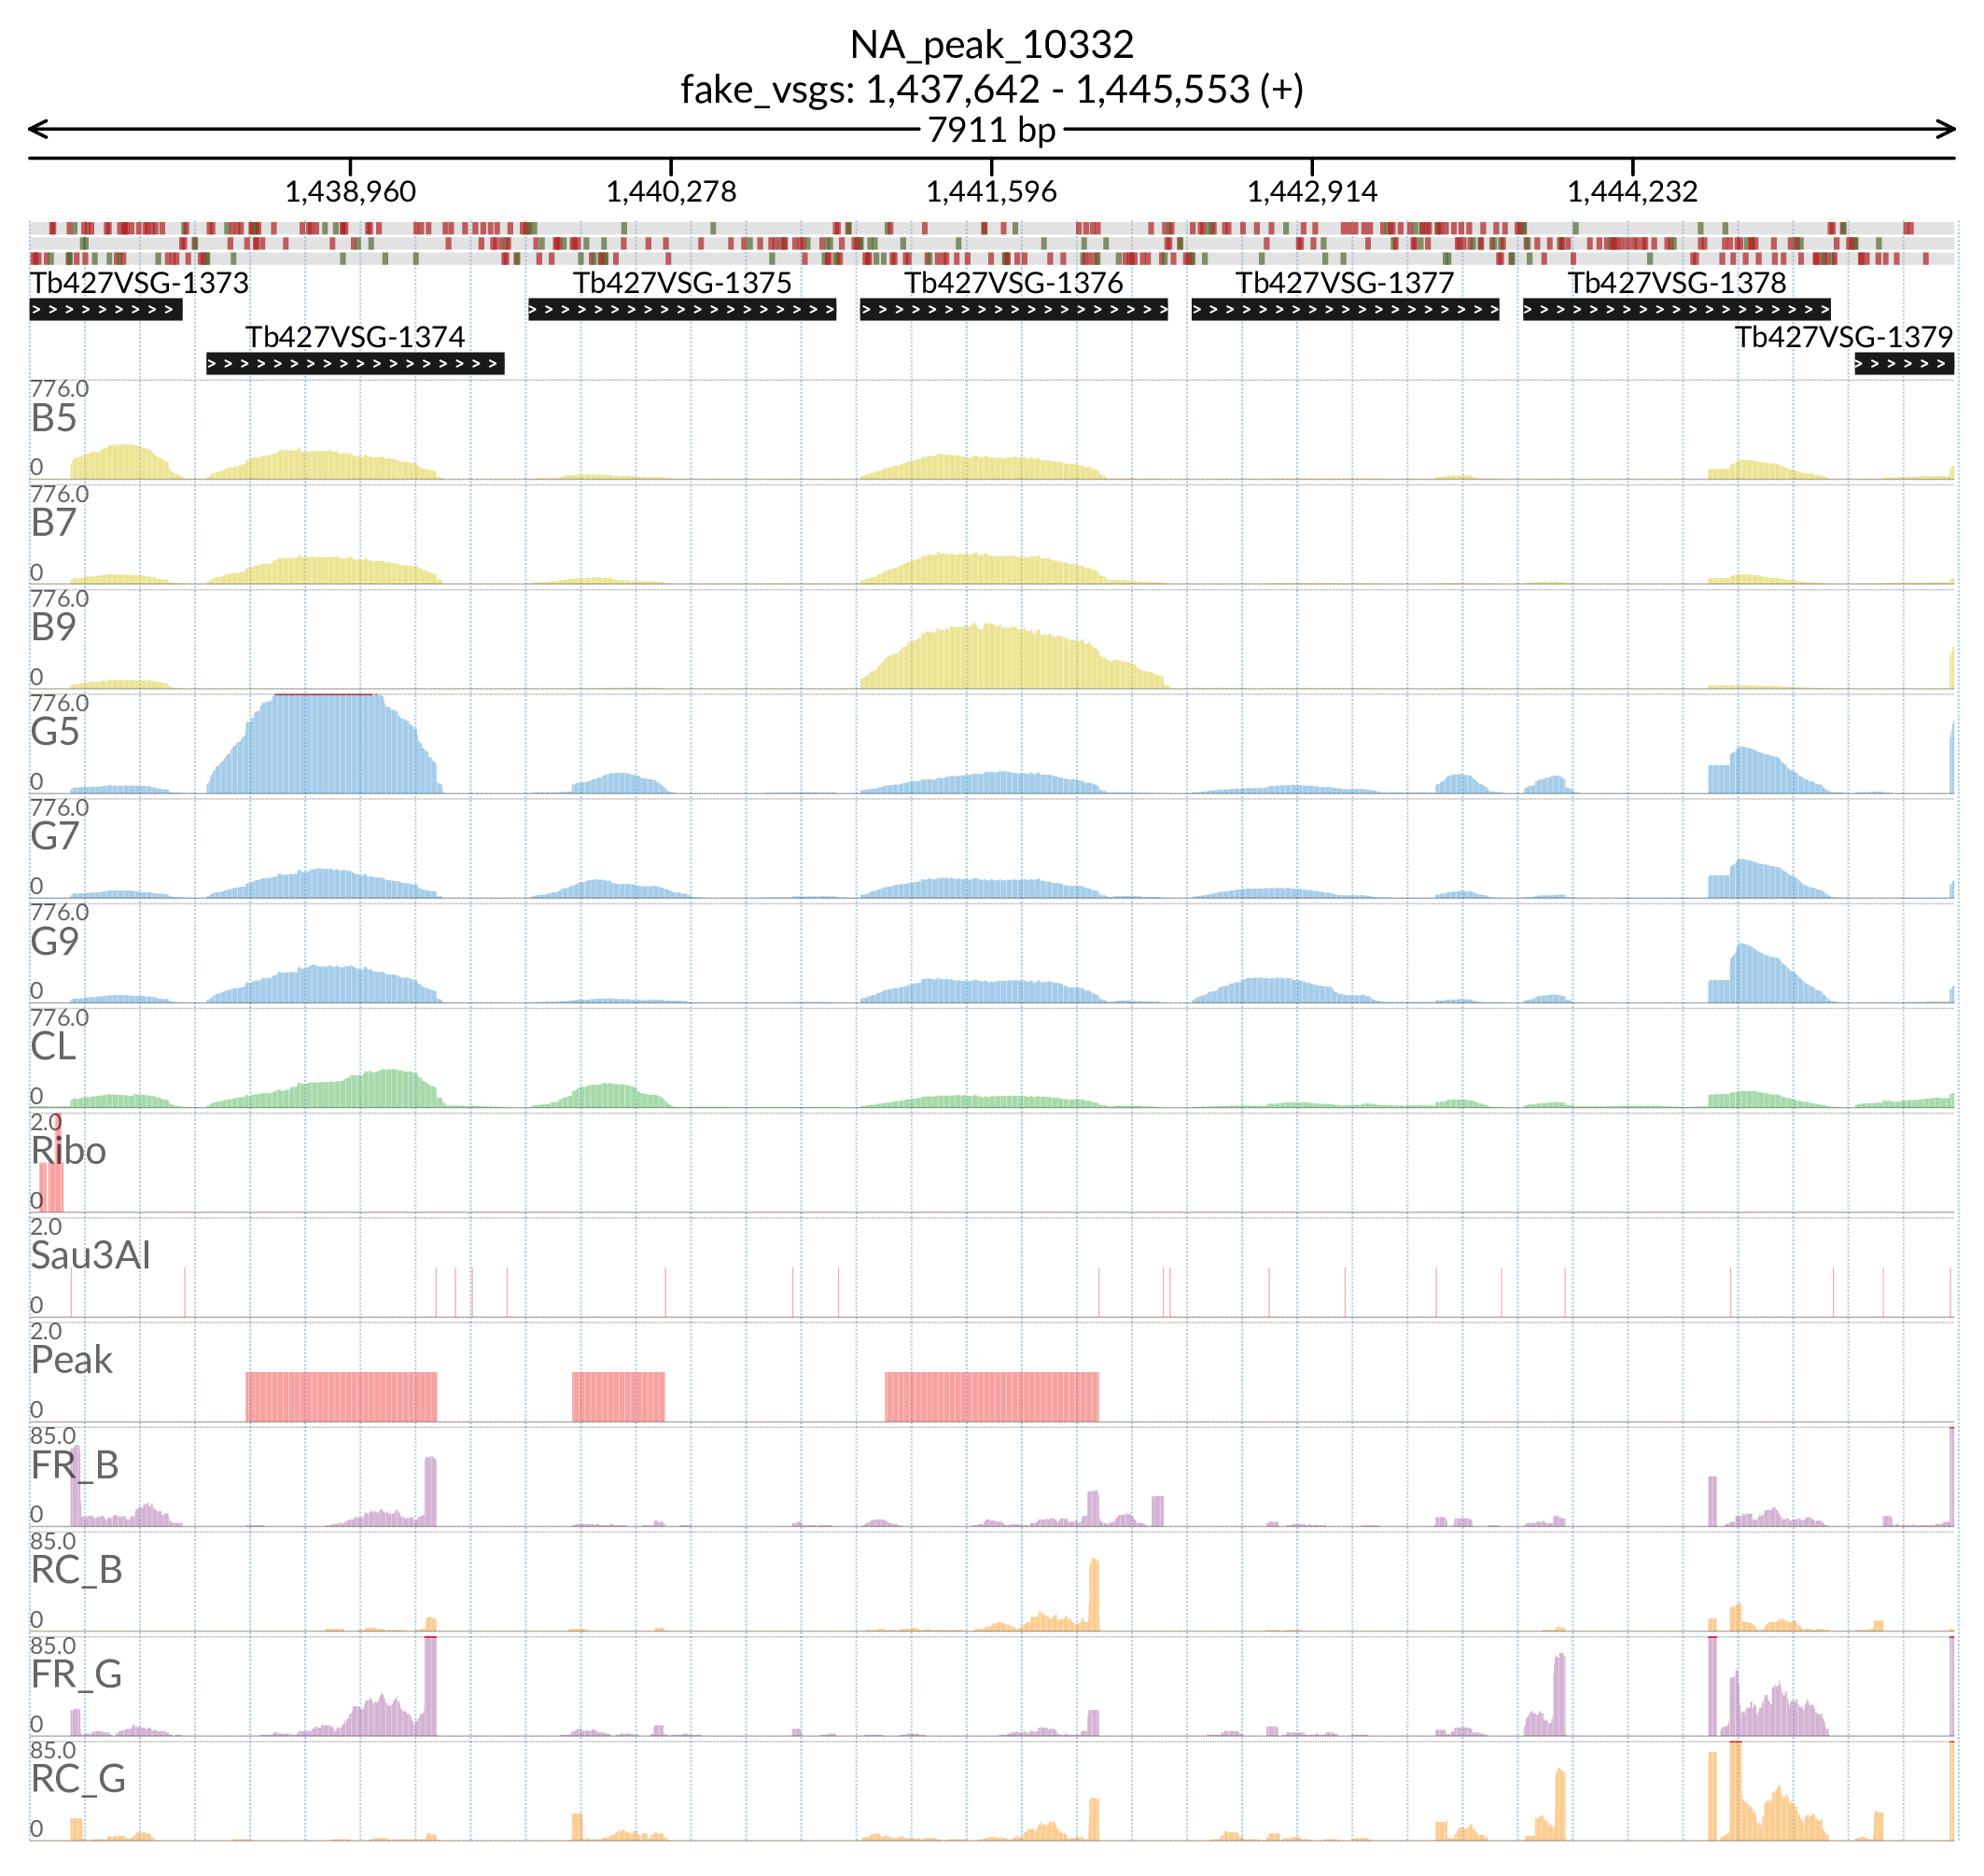 NA_peak_10332
fake_vsgs: 1,437,642 - 1,445,553 (+)
7911 bp
1,438,960 1,440,278 1,441,596 1,442,914 1,444,232
Tb427VSG-1373 Tb427VSG-1375 Tb427VSG-1376 Tb427VSG-1377 Tb427VSG-1378
Tb427VSG-1374 Tb427VSG-1379
776.0
B5
0
776.0
B7
0
776.0
B9
0
776.0
G5
0
776.0
G7
0
776.0
G9
0
776.0
CL
0
2.0
Ribo
0
2.0
Sau3AI
0
2.0
Peak
0
85.0
FR_B
0
85.0
RC_B
0
85.0
FR_G
0
85.0
RC_G
0